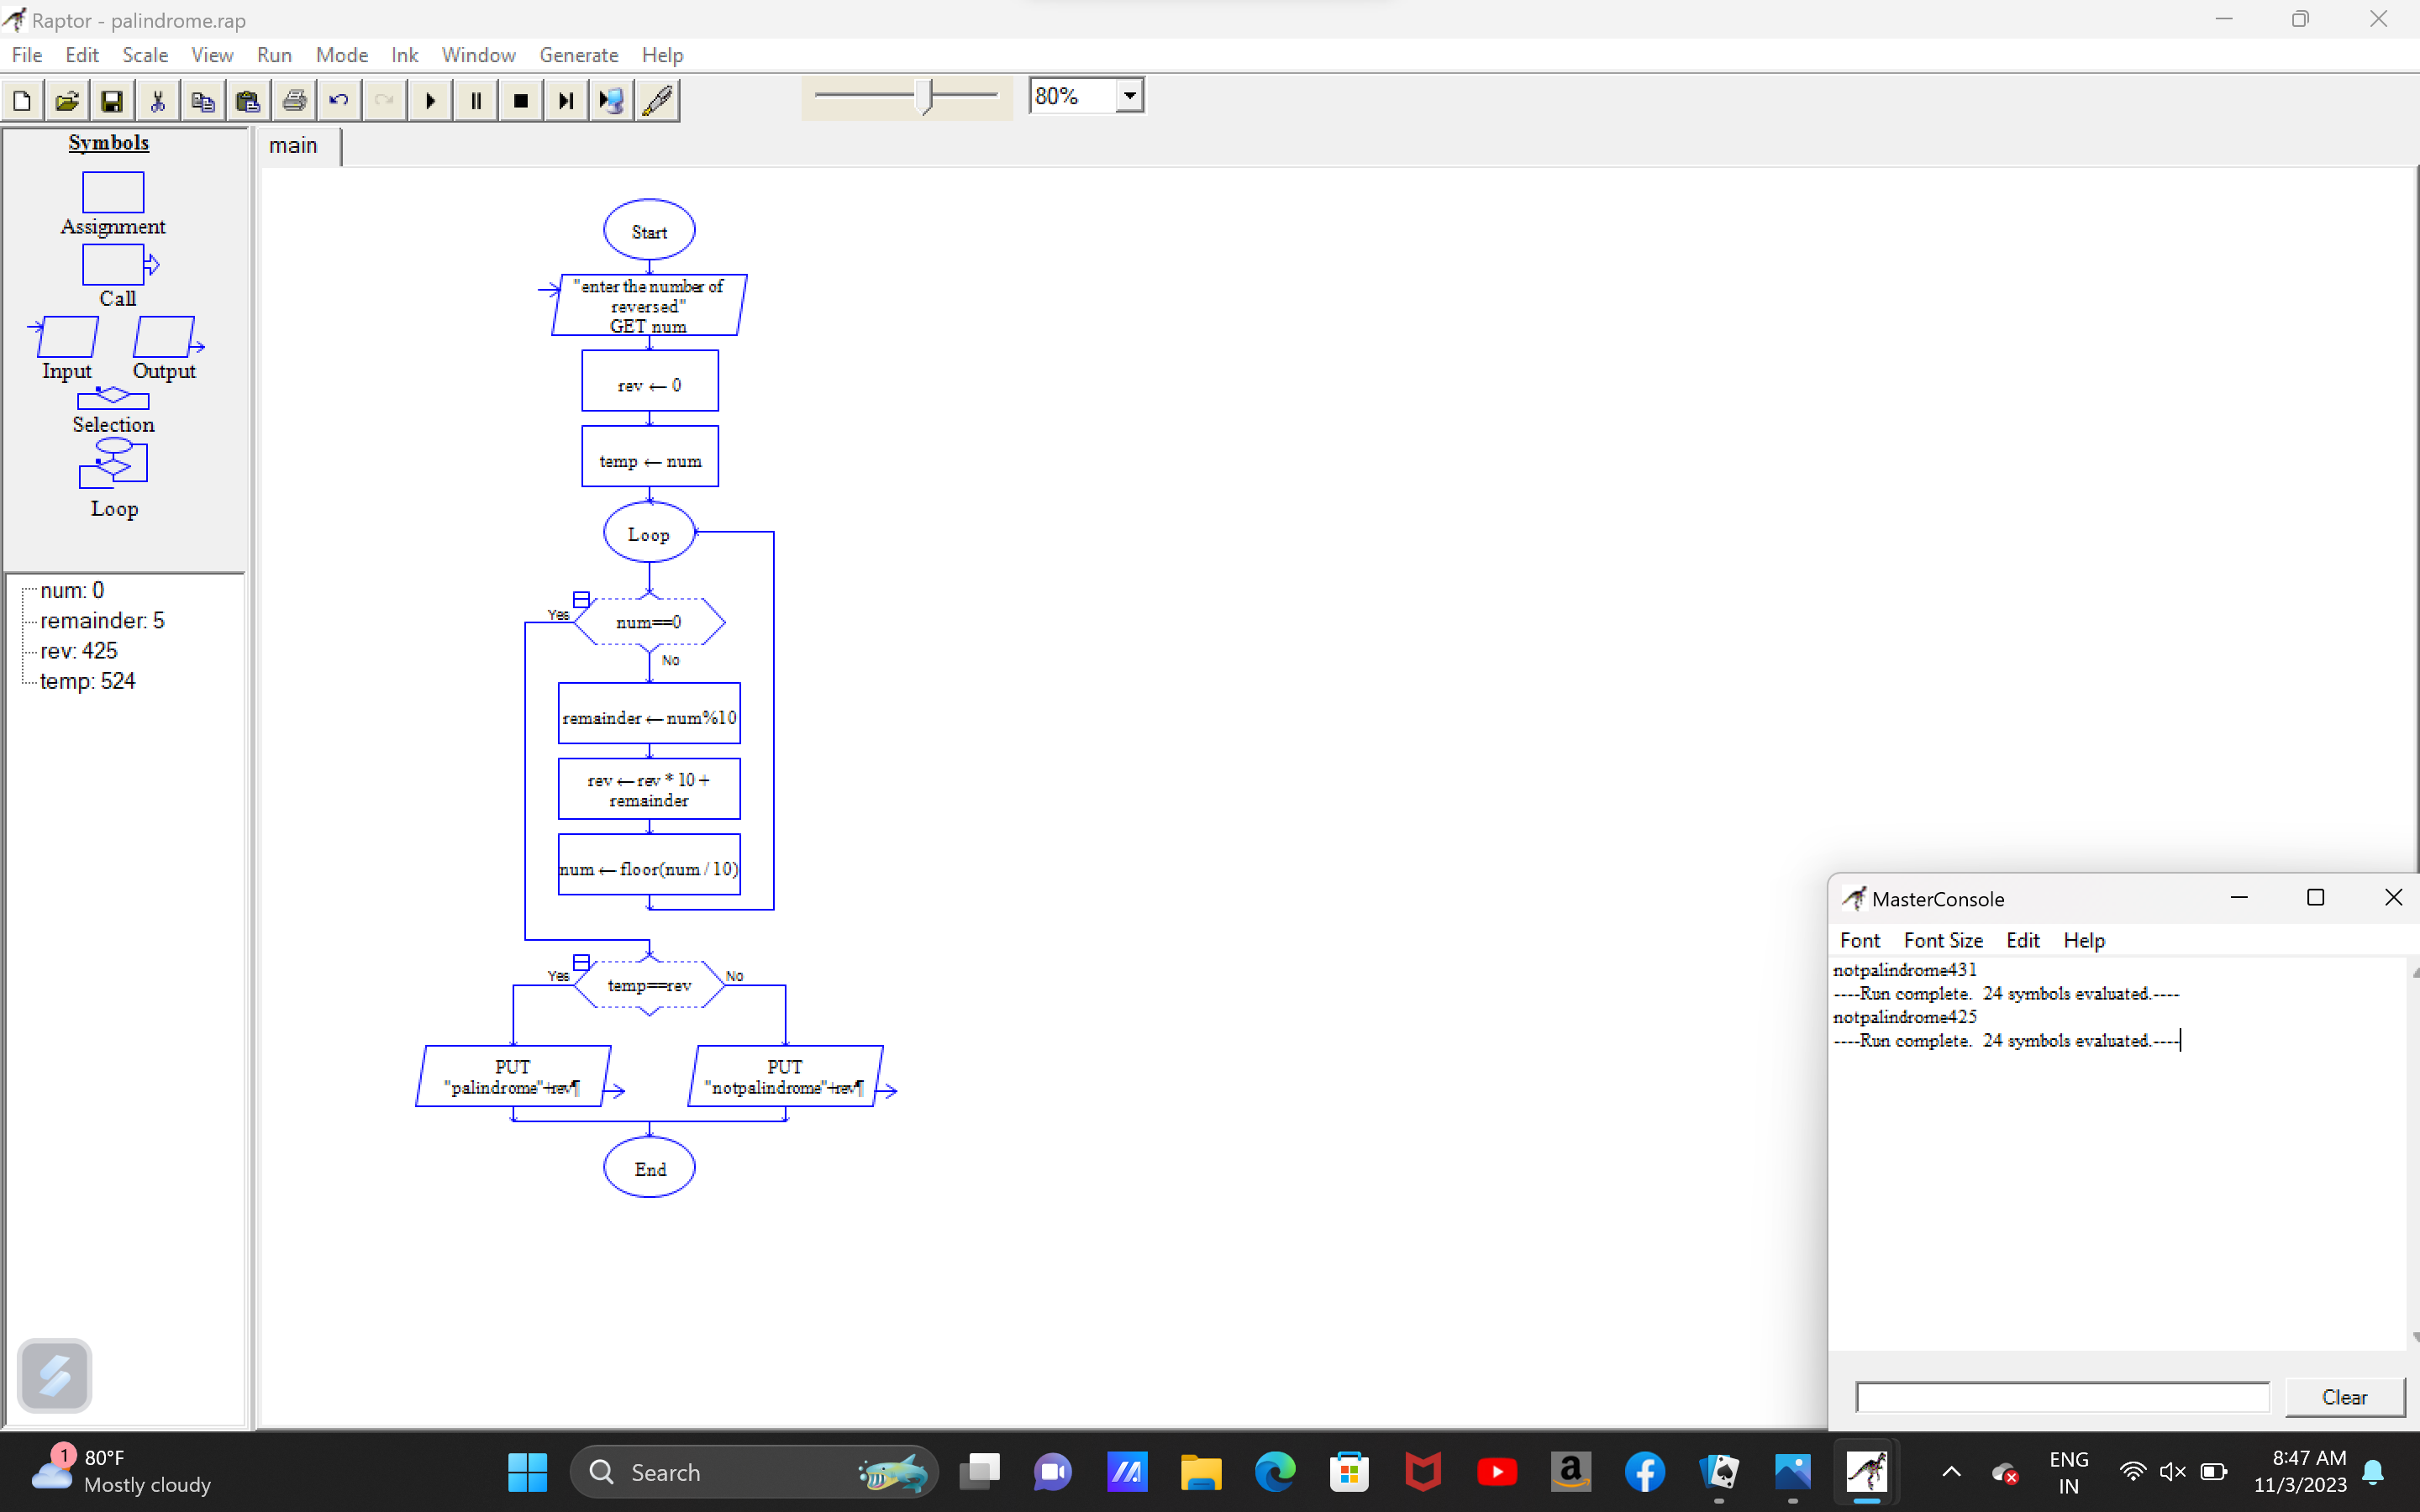 Raptor - palindrome.rap
File Edit Scale View Run Mode Ink Window Generate Help
80%
Symbols
Assignment
Call
Input Output
Selection
Loop
num: 0
remainder: 5
rev: 425
temp: 524
main
Start
"enter the number of
reversed"
GET num
rev ← 0
temp ← num
Loop
Yes
num==0
No
remainder ← num%10
rev ← rev * 10 +
remainder
num ← floor(num / 10)
Yes
temp==rev
No
PUT
"palindrome"+rev¶
PUT
"notpalindrome"+rev¶
End
MasterConsole
Font Font Size Edit Help
notpalindrome431
----Run complete.  24 symbols evaluated.----
notpalindrome425
----Run complete.  24 symbols evaluated.----
Clear
1
80°F
Mostly cloudy
Search
a
ENG
IN
8:47 AM
11/3/2023